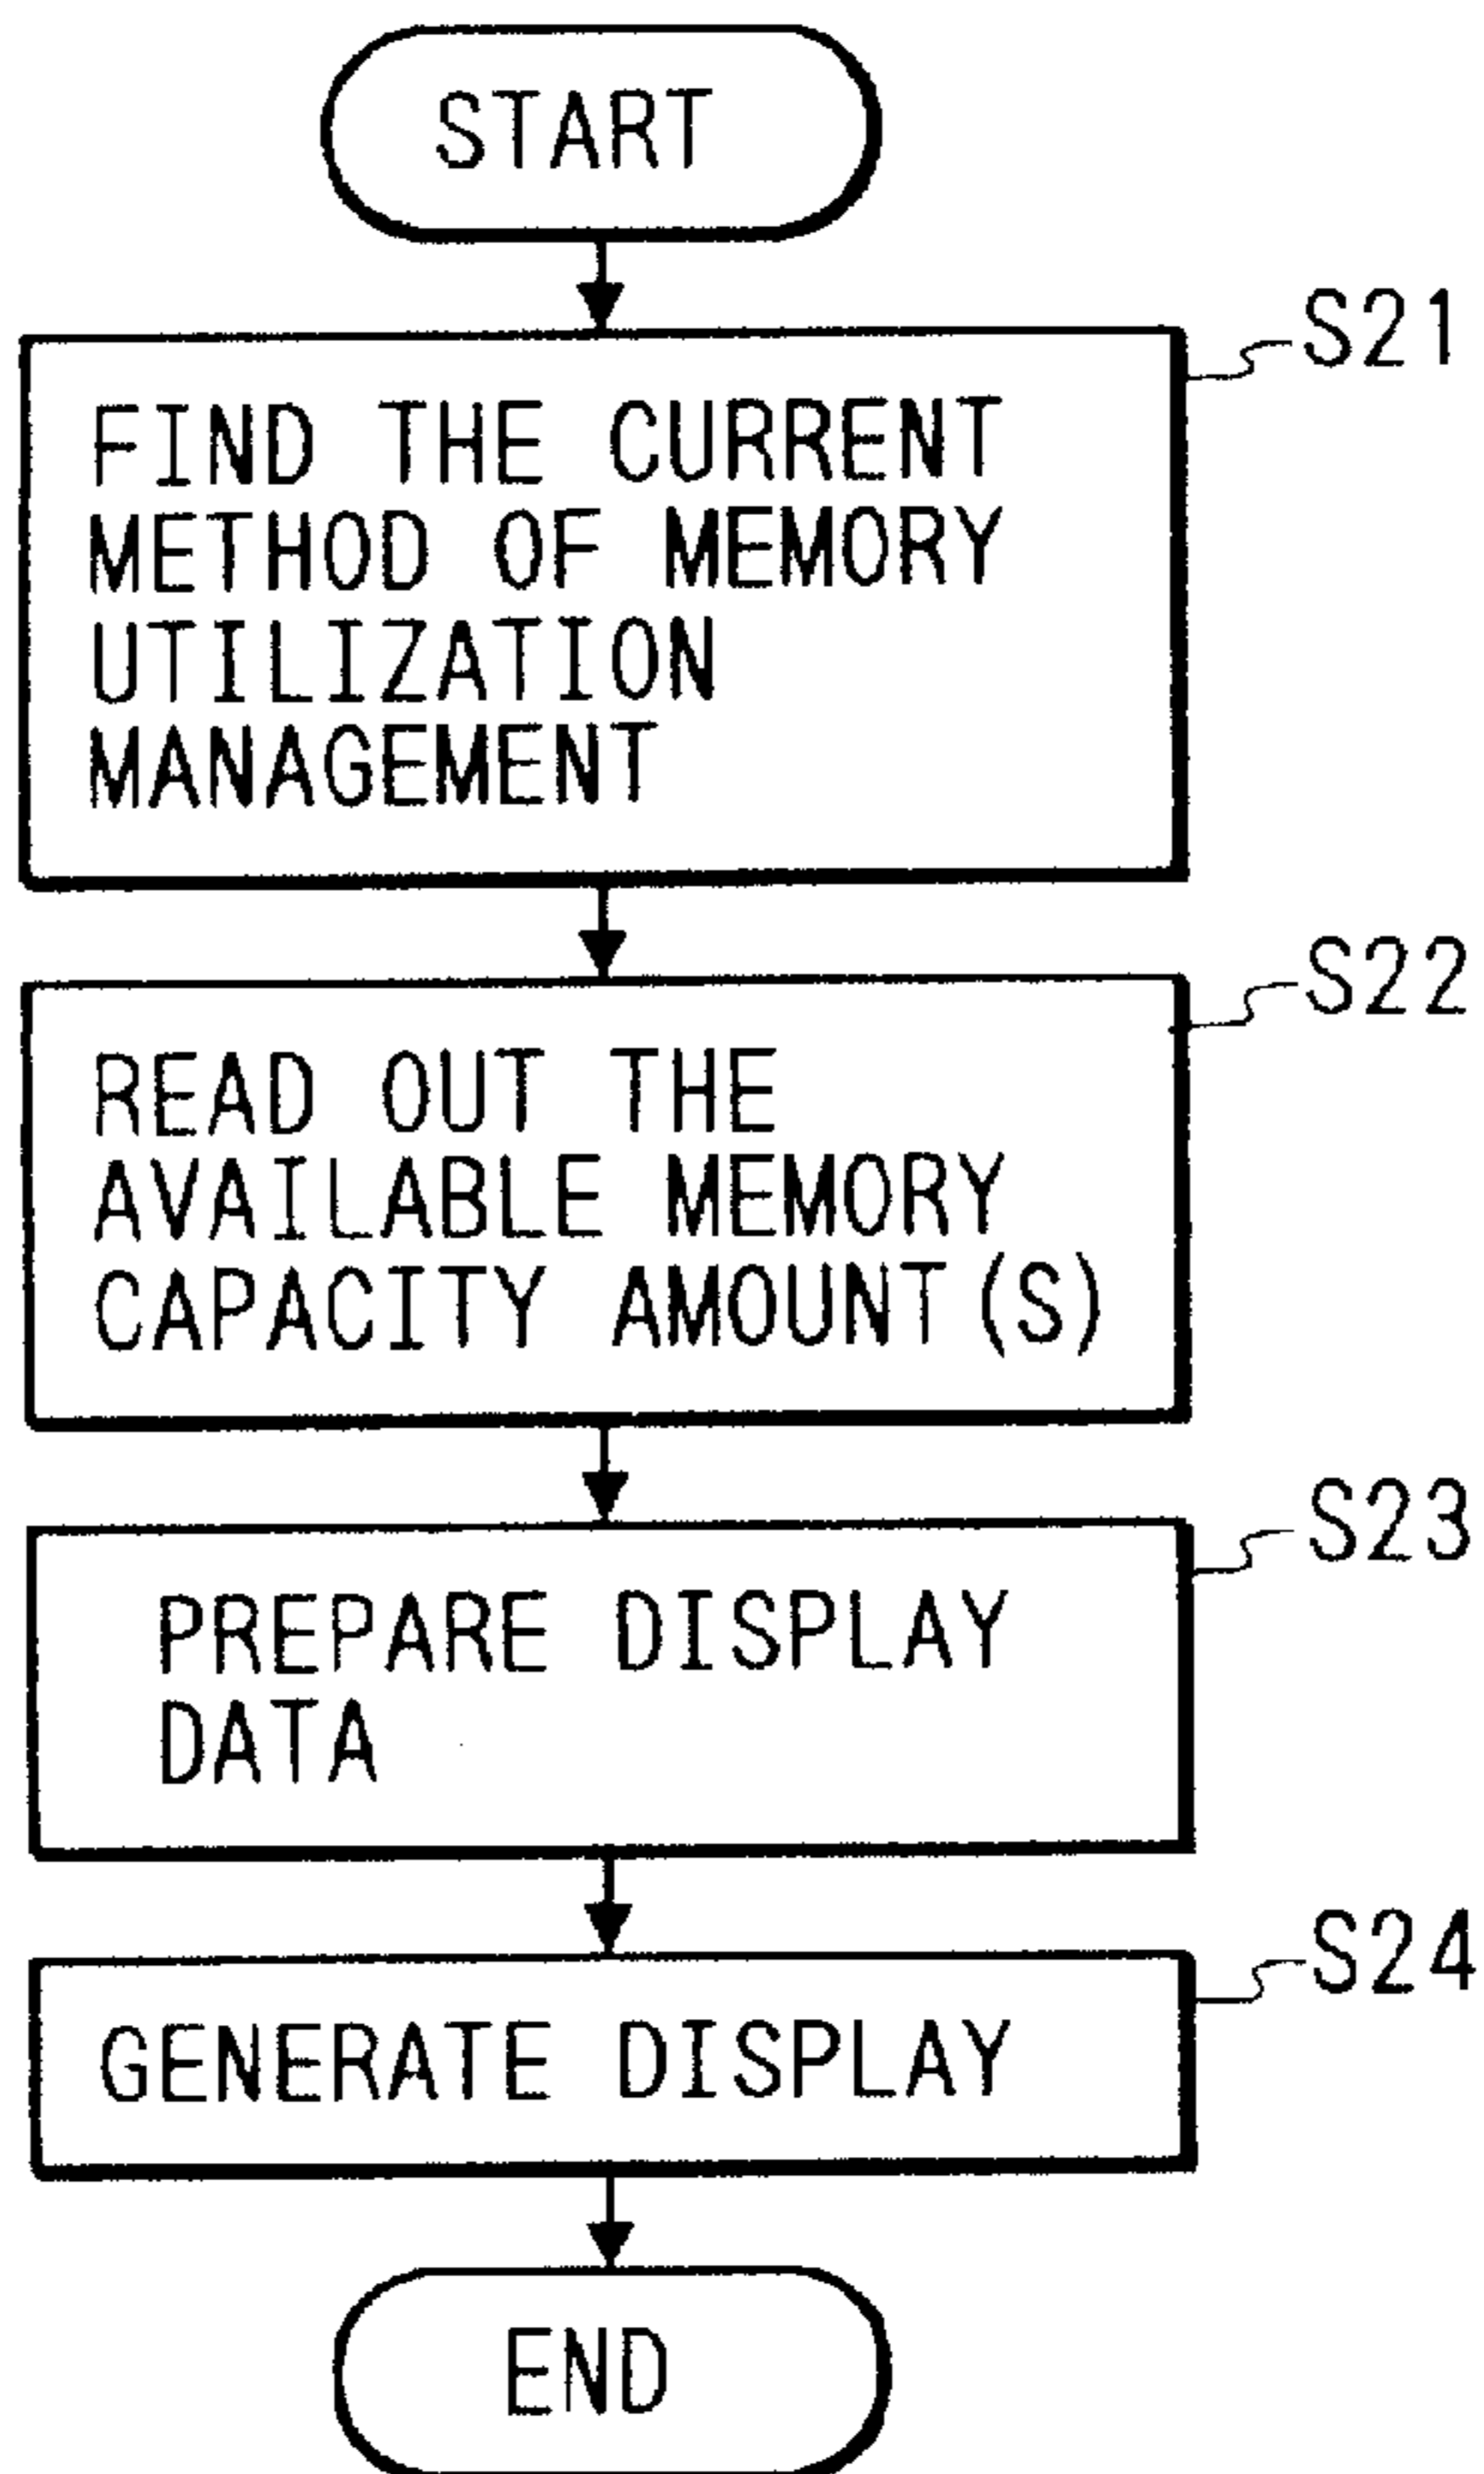 START
S21
FIND THE CURRENT
METHOD OF MEMORY
UTILIZATION
MANAGEMENT
S22
READ OUT THE
AVAILABLE MEMORY
CAPACITY AMOUNT(S)
S23
PREPARE DISPLAY
DATA
S24
GENERATE DISPLAY
END